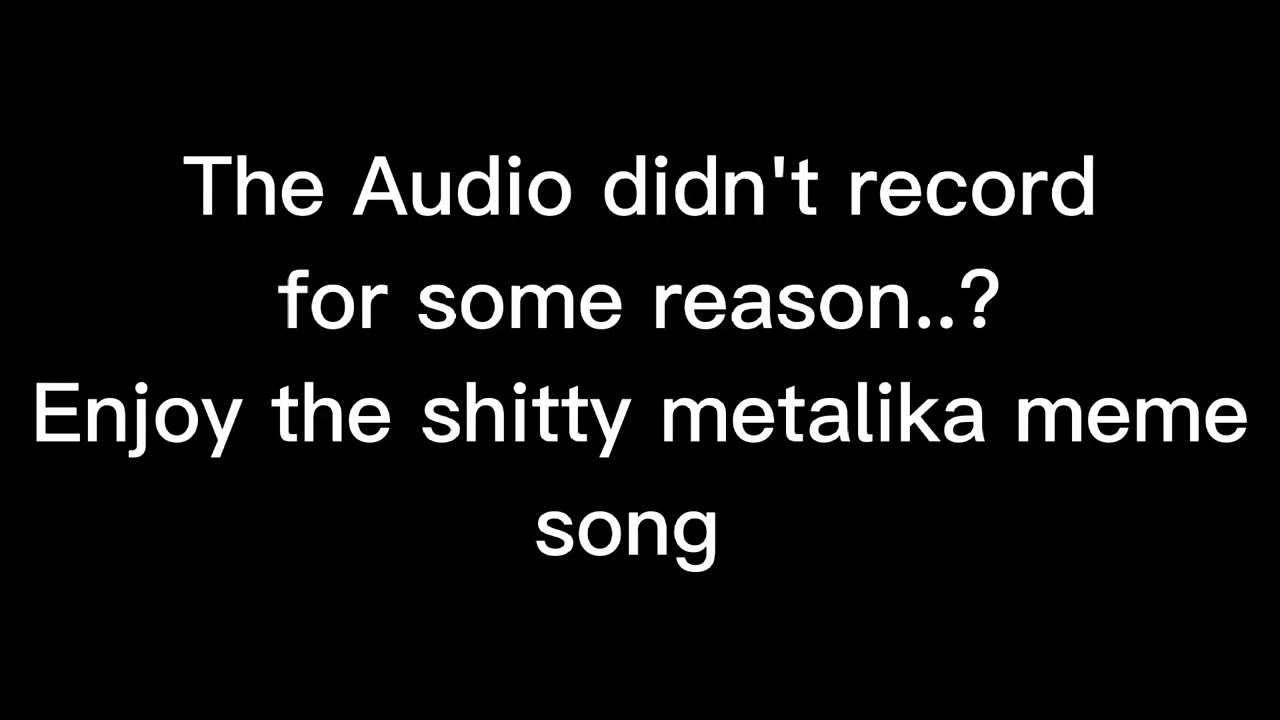 The Audio didn't record
for some reason..?
Enjoy the shitty metalika meme
song